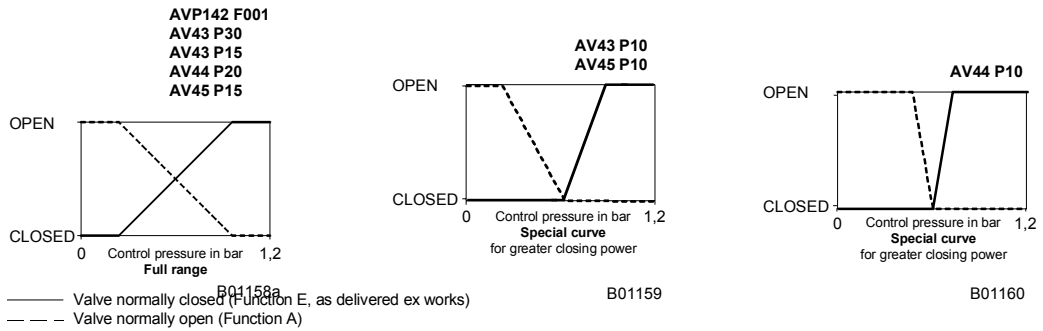 AVP142 F001
AV43 P30
AV43 P15
AV44 P20
AV45 P15
OPEN
CLOSED
0
Control pressure in bar
1,2
Full range
B01158a
AV43 P10
AV45 P10
OPEN
CLOSED
0
Control pressure in bar
1,2
Special curve
for greater closing power
B01159
AV44 P10
OPEN
CLOSED
0
Control pressure in bar
1,2
Special curve
for greater closing power
B01160
Valve normally closed (Function E, as delivered ex works)
Valve normally open (Function A)